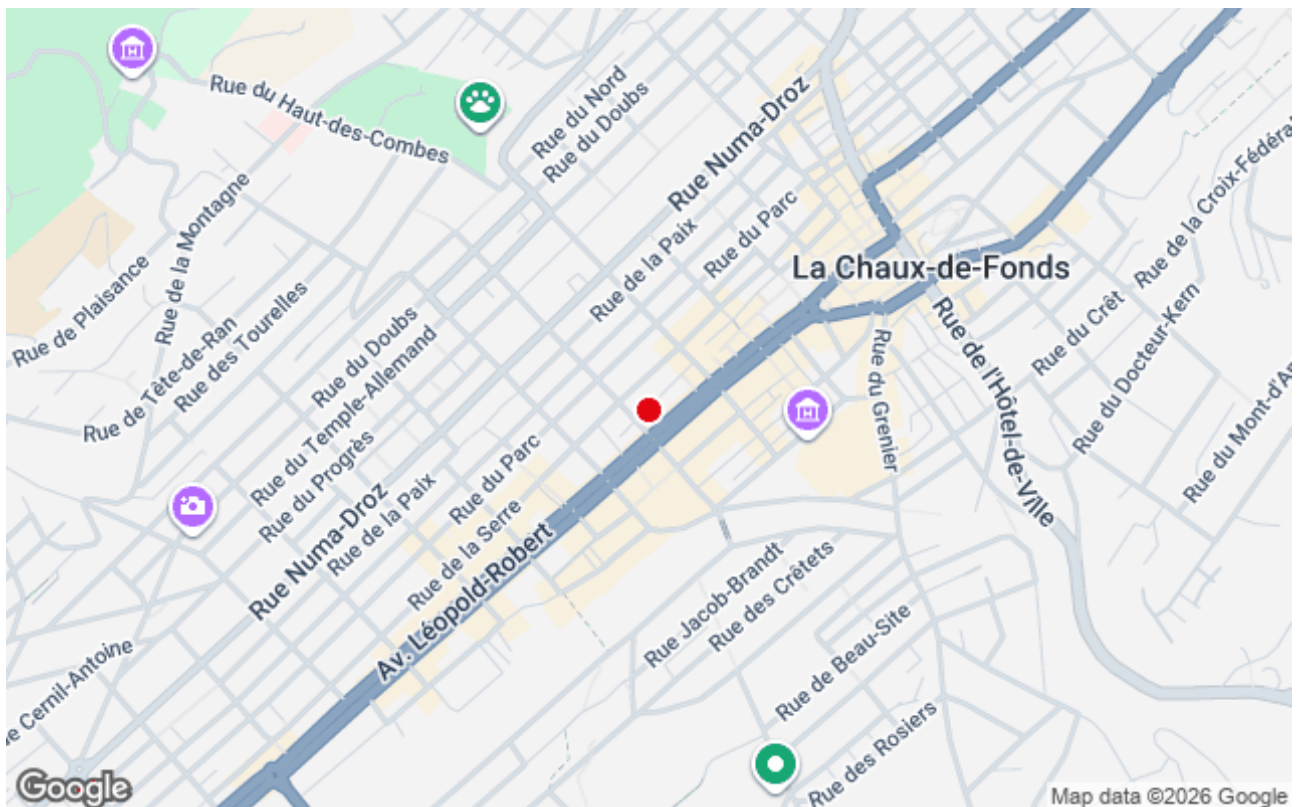 Rue du Haut-des-Combes
Rue du Nord
Rue du Doubs
Rue Numa-Droz
Rue du Parc
Rue de la Paix
Rue de la Croix-Fédéral
La Chaux-de-Fonds
Rue de la Montagne
Rue de Plaisance
Rue de Tête-de-Ran
Rue des Tourelles
Rue du Doubs
Rue du Temple-Allemand
Rue du Progrès
Rue Numa-Droz
Rue de la Paix
Rue du Parc
Rue de la Serre
Av. Léopold-Robert
Rue du Grenier
Rue de l'Hôtel-de-Ville
Rue du Crêt
Rue du Docteur-Kern
Rue du Mont-d'Am
Rue Jacob-Brandt
Rue des Crêtets
Rue de Beau-Site
Rue des Rosiers
e Cernil-Antoine
Google
Map data ©2026 Google